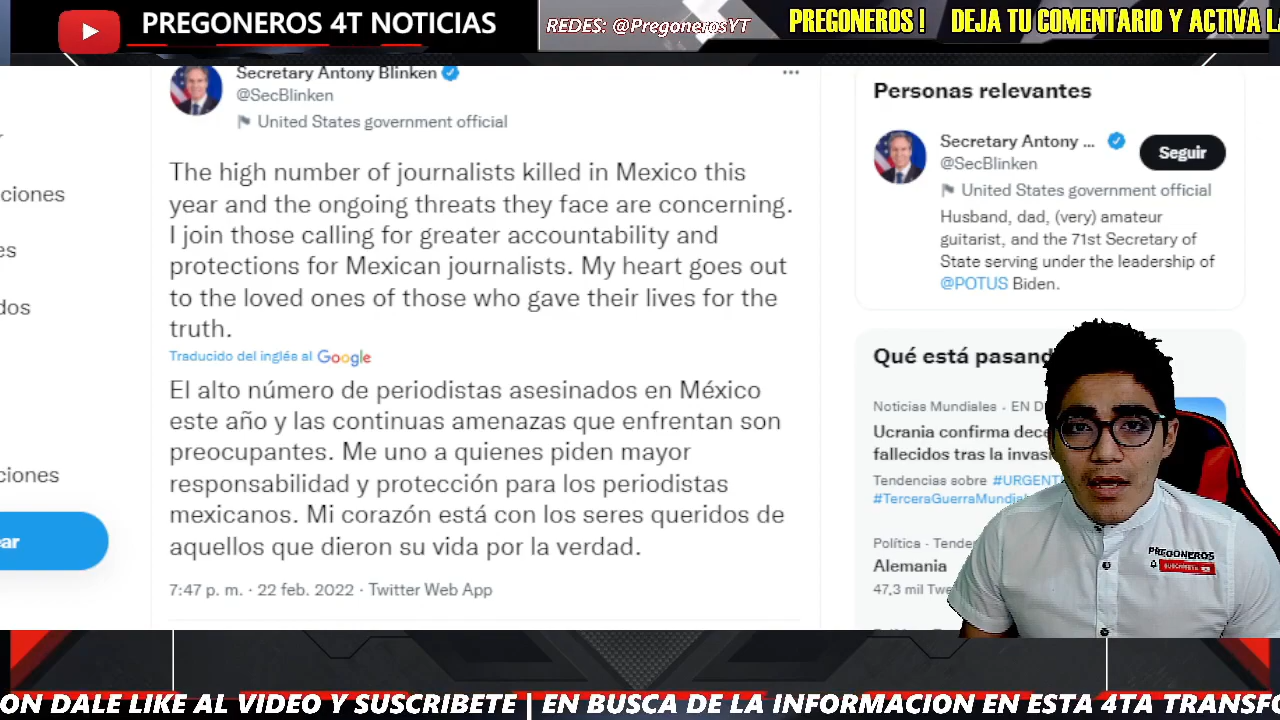 PREGONEROS 4T NOTICIAS
REDES: @PregonerosYT
PREGONEROS ! DEJA TU COMENTARIO Y ACTIVA
Secretary Antony Blinken
@SecBlinken
United States government official
The high number of journalists killed in Mexico this
year and the ongoing threats they face are concerning.
I join those calling for greater accountability and
protections for Mexican journalists. My heart goes out
to the loved ones of those who gave their lives for the
truth.
Traducido del inglés al Google
El alto número de periodistas asesinados en México
este año y las continuas amenazas que enfrentan son
preocupantes. Me uno a quienes piden mayor
responsabilidad y protección para los periodistas
mexicanos. Mi corazón está con los seres queridos de
aquellos que dieron su vida por la verdad.
7:47 p. m. · 22 feb. 2022 · Twitter Web App
Personas relevantes
Secretary Antony ...
@SecBlinken
Seguir
United States government official
Husband, dad, (very) amateur
guitarist, and the 71st Secretary of
State serving under the leadership of
@POTUS Biden.
Qué está pasand
Noticias Mundiales · EN D
Ucrania confirma dece
fallecidos tras la invasi
Tendencias sobre #URGENT
#TerceraGuerraMundial
Política · Tenden
Alemania
47,3 mil Twe
ciones
es
dos
ciones
ear
PREGONEROS
SUSCRIBETE
ON DALE LIKE AL VIDEO Y SUSCRIBETE | EN BUSCA DE LA INFORMACION EN ESTA 4TA TRANSFO